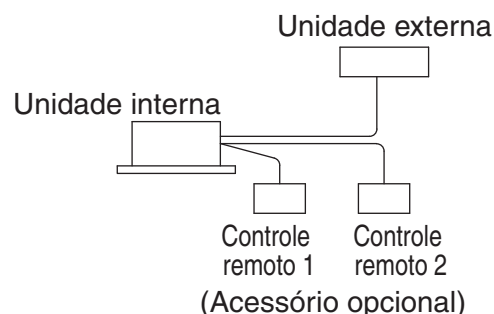 Unidade externa
Unidade interna
Controle
remoto 1
Controle
remoto 2
(Acessório opcional)